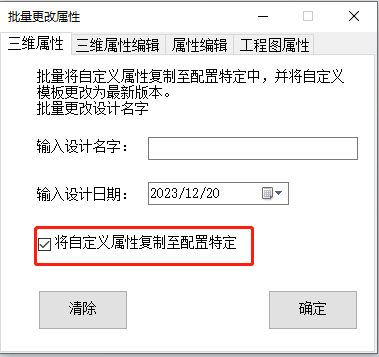 批量更改属性
三维属性 三维属性编辑 属性编辑 工程图属性
批量将自定义属性复制至配置特定中，并将自定义
模板更改为最新版本。
批量更改设计名字
输入设计名字：
输入设计日期： 2023/12/20
将自定义属性复制至配置特定
清除 确定